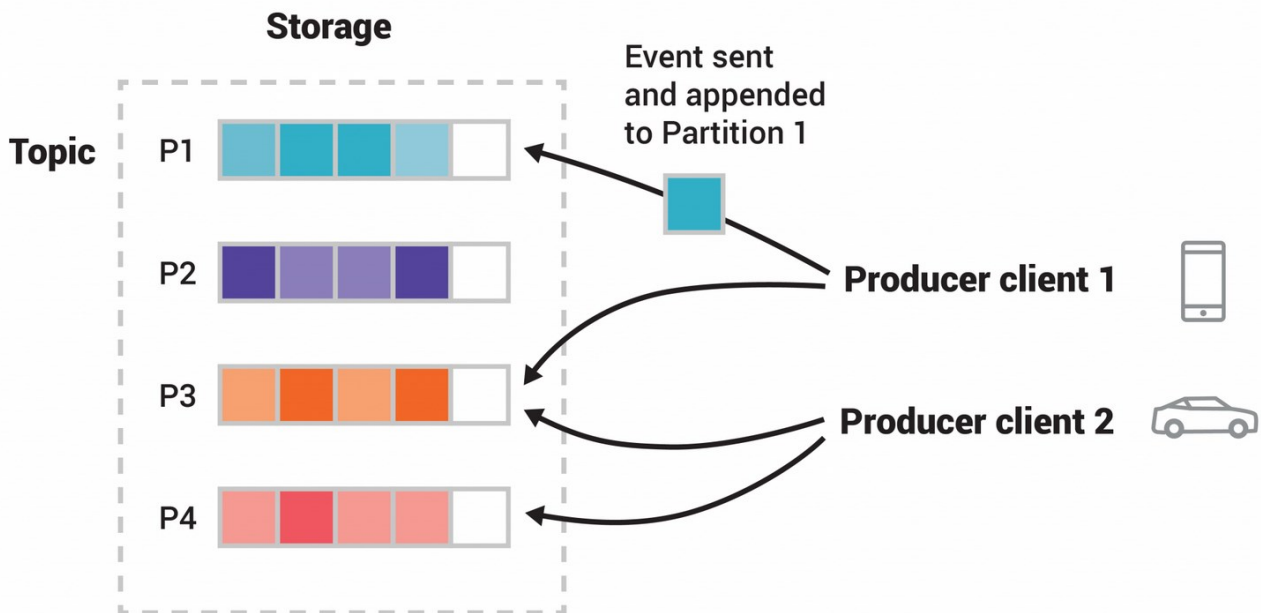 Storage
Event sent
and appended
to Partition 1
Topic
P1
P2
Producer client 1
P3
Producer client 2
P4